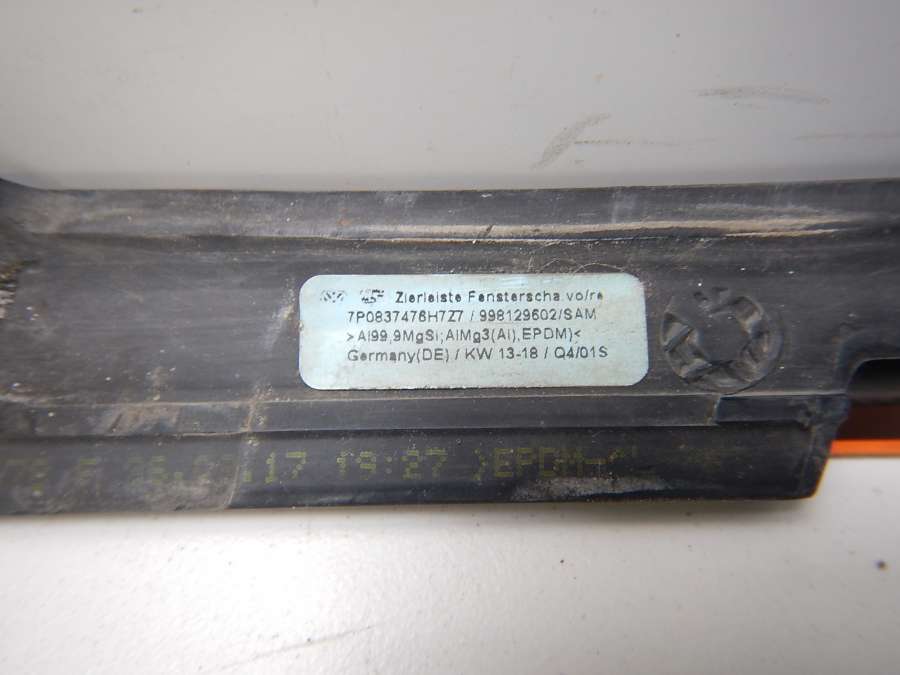 Zierleiste Fensterscha.vo/re
7P0837476H7Z7 / 998129602/SAM
>Al99,9MgSi;AlMg3(Al),EPDM)<
Germany(DE) / KW 13-18 / Q4/01S
.17 19:27 )EPDM-